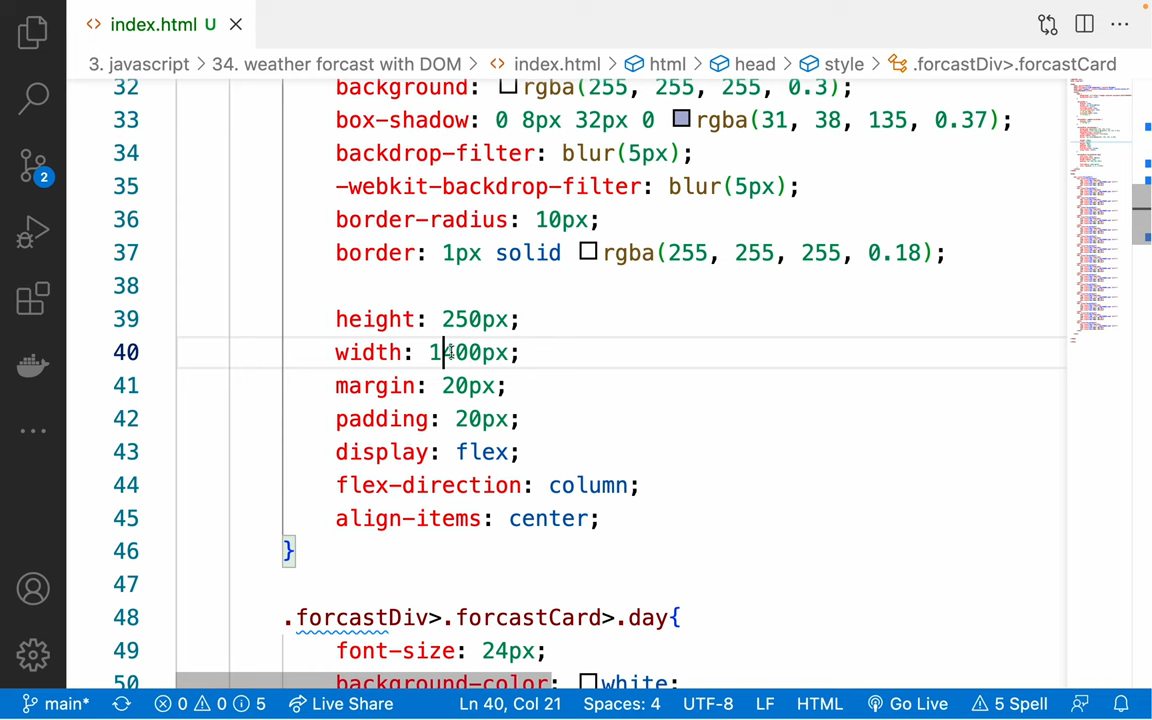 index.html U
3. javascript > 34. weather forcast with DOM > index.html > html > head > style > .forcastDiv>.forcastCard
32 background: rgba(255, 255, 255, 0.3);
33 box-shadow: 0 8px 32px 0 rgba(31, 38, 135, 0.37);
34 backdrop-filter: blur(5px);
35 -webkit-backdrop-filter: blur(5px);
36 border-radius: 10px;
37 border: 1px solid rgba(255, 255, 255, 0.18);
38
39 height: 250px;
40 width: 1400px;
41 margin: 20px;
42 padding: 20px;
43 display: flex;
44 flex-direction: column;
45 align-items: center;
46 }
47
48 .forcastDiv>.forcastCard>.day{
49 font-size: 24px;
50 background-color: white;
2
main* 0 0 5 Live Share Ln 40, Col 21 Spaces: 4 UTF-8 LF HTML Go Live 5 Spell